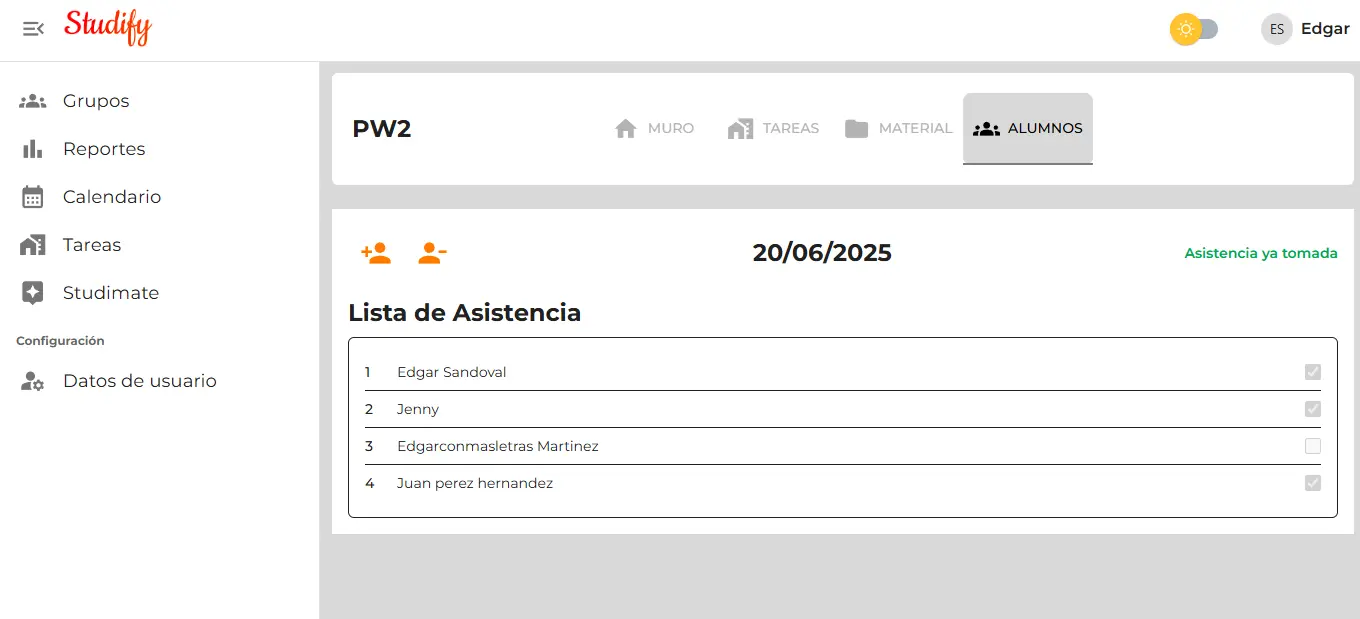 Studify
ES Edgar
Grupos
Reportes
Calendario
Tareas
Studimate
Configuración
Datos de usuario
PW2
MURO TAREAS MATERIAL ALUMNOS
20/06/2025
Asistencia ya tomada
Lista de Asistencia
1 Edgar Sandoval
2 Jenny
3 Edgarconmasletras Martinez
4 Juan perez hernandez